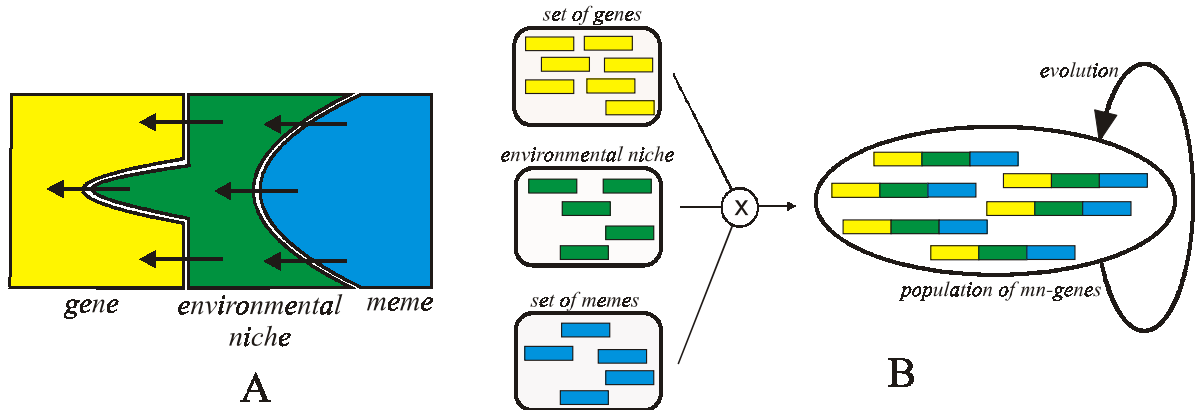 gene
environmental
niche
meme
A
set of genes
environmental niche
set of memes
X
evolution
population of mn-genes
B